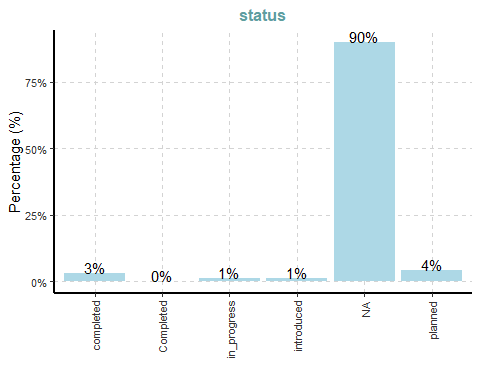 status
Percentage (%)
75%
50%
25%
0%
3%
0%
1%
1%
90%
4%
completed
Completed
in_progress
introduced
NA
planned